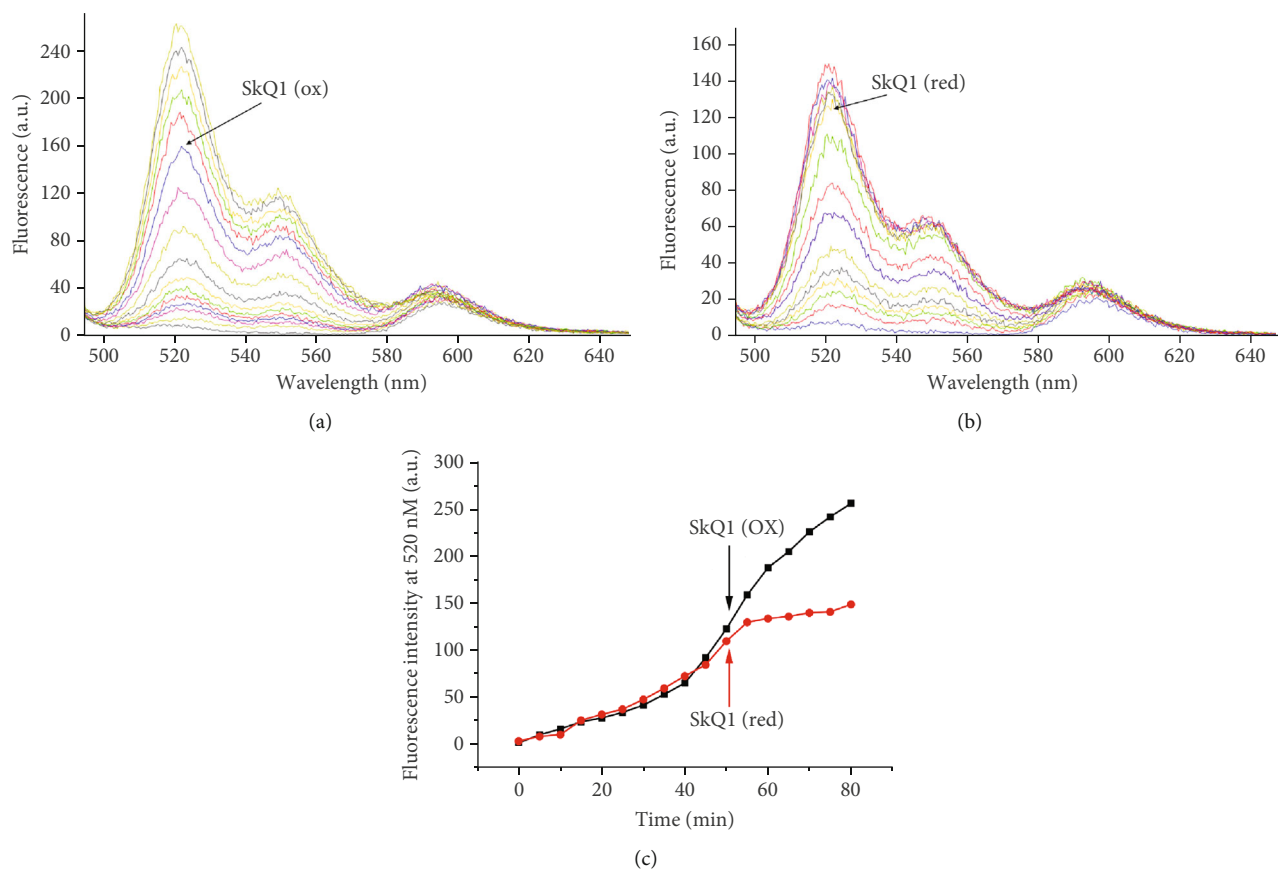 240
200
160
120
80
40
0
Fluorescence (a.u.)
SkQ1 (ox)
500 520 540 560 580 600 620 640
Wavelength (nm)
(a)
160
140
120
100
80
60
40
20
0
Fluorescence (a.u.)
SkQ1 (red)
500 520 540 560 580 600 620 640
Wavelength (nm)
(b)
300
250
200
150
100
50
0
Fluorescence intensity at 520 nM (a.u.)
SkQ1 (OX)
SkQ1 (red)
0 20 40 60 80
Time (min)
(c)